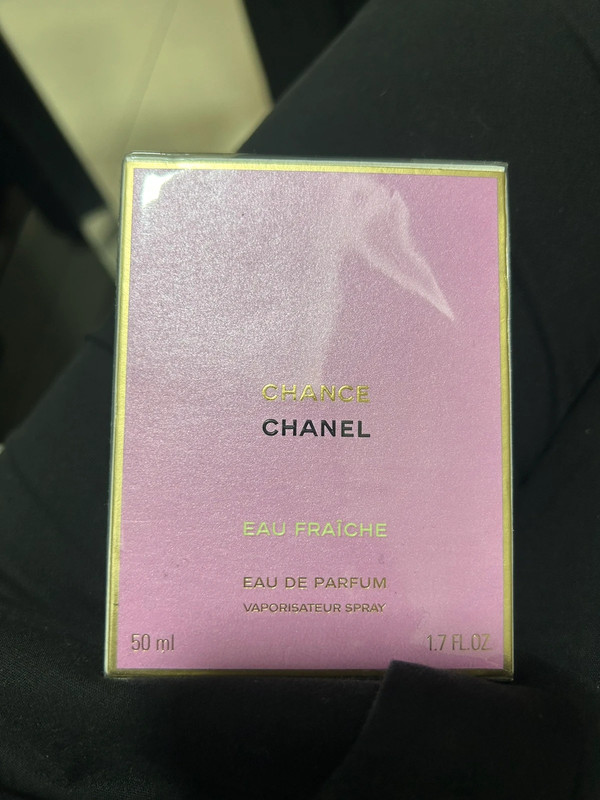 CHANCE
CHANEL
EAU FRAÎCHE
EAU DE PARFUM
VAPORISATEUR SPRAY
50 ml 1.7 FL.OZ.